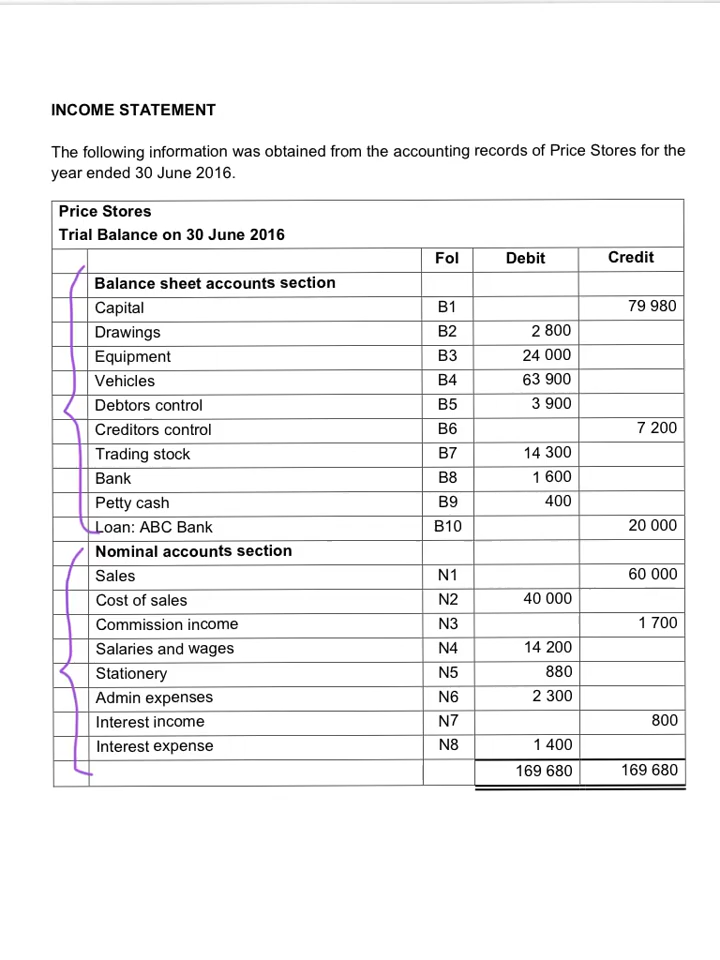 INCOME STATEMENT
The following information was obtained from the accounting records of Price Stores for the
year ended 30 June 2016.
Price Stores
Trial Balance on 30 June 2016
Fol Debit Credit
Balance sheet accounts section
Capital B1 79 980
Drawings B2 2 800
Equipment B3 24 000
Vehicles B4 63 900
Debtors control B5 3 900
Creditors control B6 7 200
Trading stock B7 14 300
Bank B8 1 600
Petty cash B9 400
Loan: ABC Bank B10 20 000
Nominal accounts section
Sales N1 60 000
Cost of sales N2 40 000
Commission income N3 1 700
Salaries and wages N4 14 200
Stationery N5 880
Admin expenses N6 2 300
Interest income N7 800
Interest expense N8 1 400
169 680 169 680